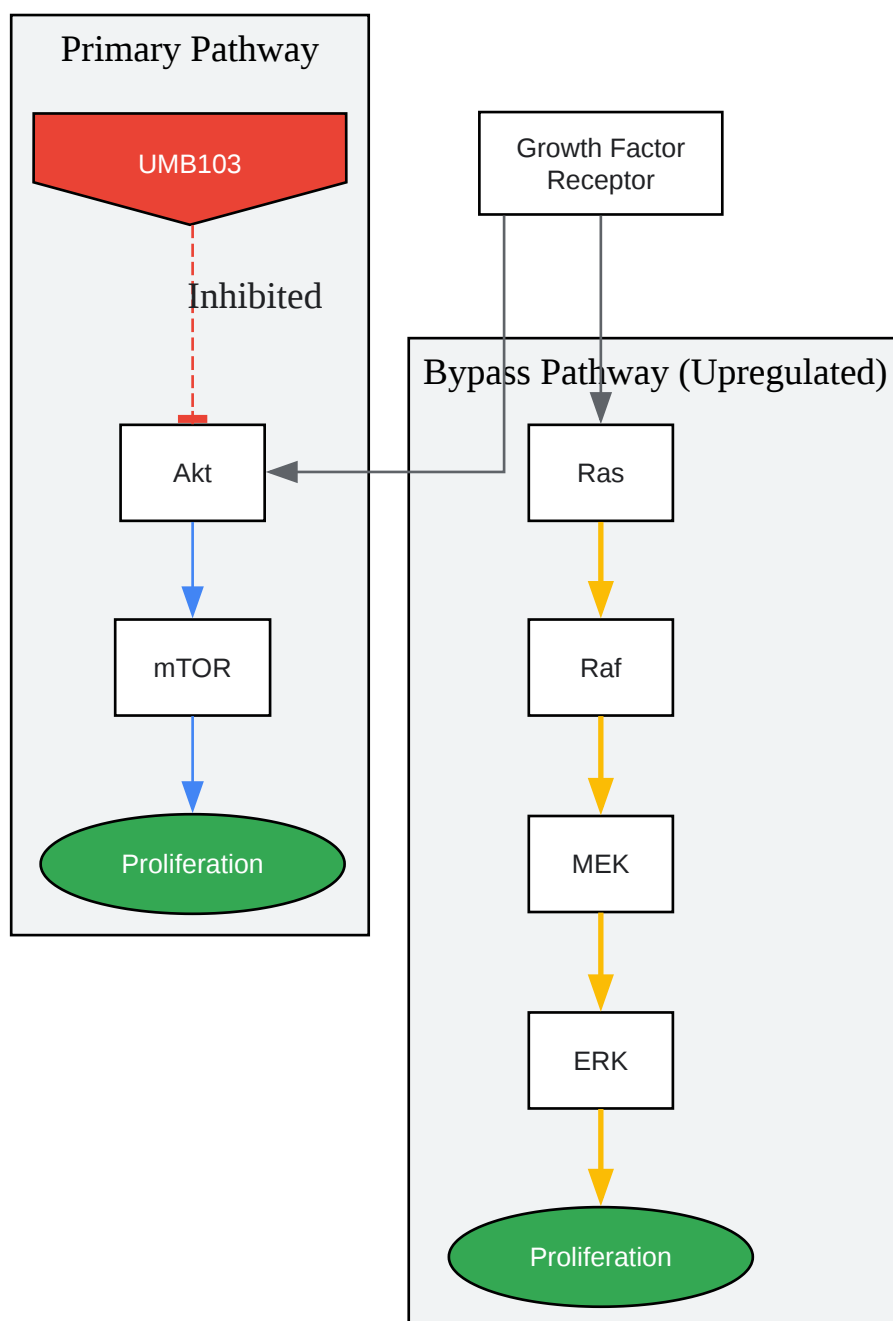 Primary Pathway
UMB103
Inhibited
Akt
mTOR
Proliferation
Growth Factor
Receptor
Bypass Pathway (Upregulated)
Ras
Raf
MEK
ERK
Proliferation